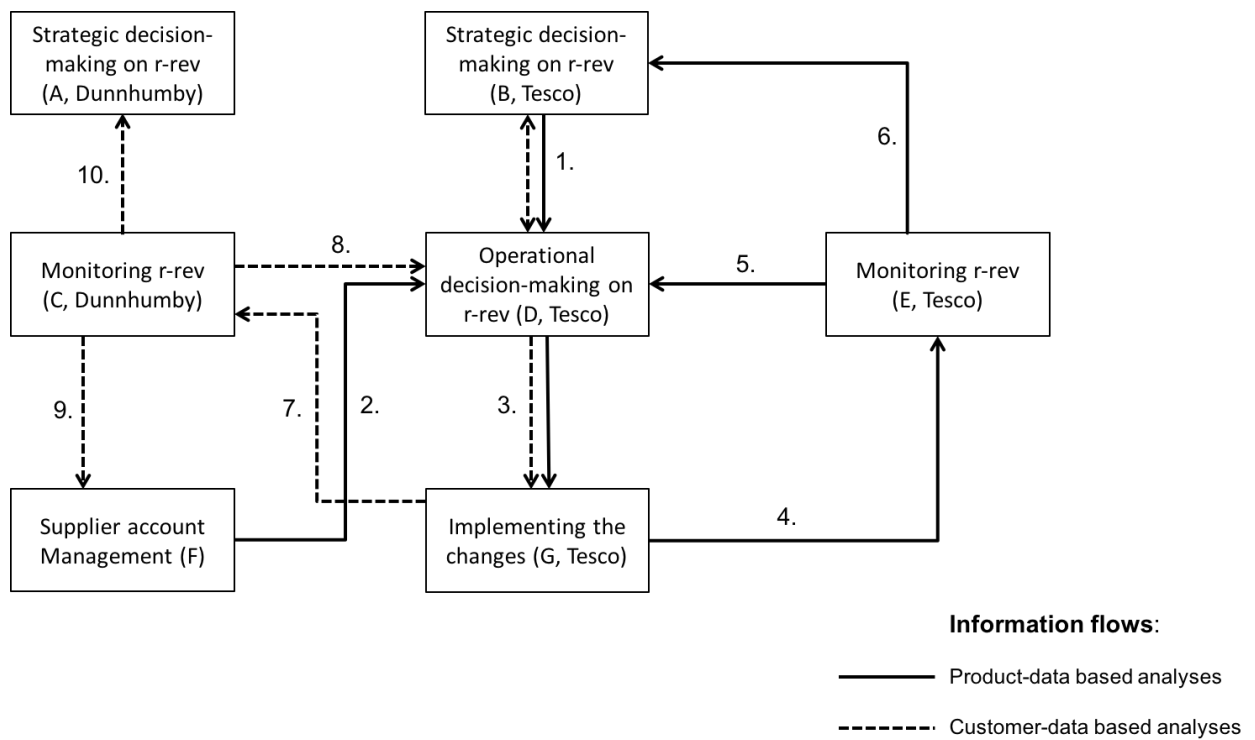 Strategic decision-
making on r-rev
(A, Dunnhumby)
Strategic decision-
making on r-rev
(B, Tesco)
6.
10.
1.
Monitoring r-rev
(C, Dunnhumby)
8.
Operational
decision-making on
r-rev (D, Tesco)
5.
Monitoring r-rev
(E, Tesco)
9.
7.
2.
3.
Supplier account
Management (F)
Implementing the
changes (G, Tesco)
4.
Information flows:
Product-data based analyses
Customer-data based analyses